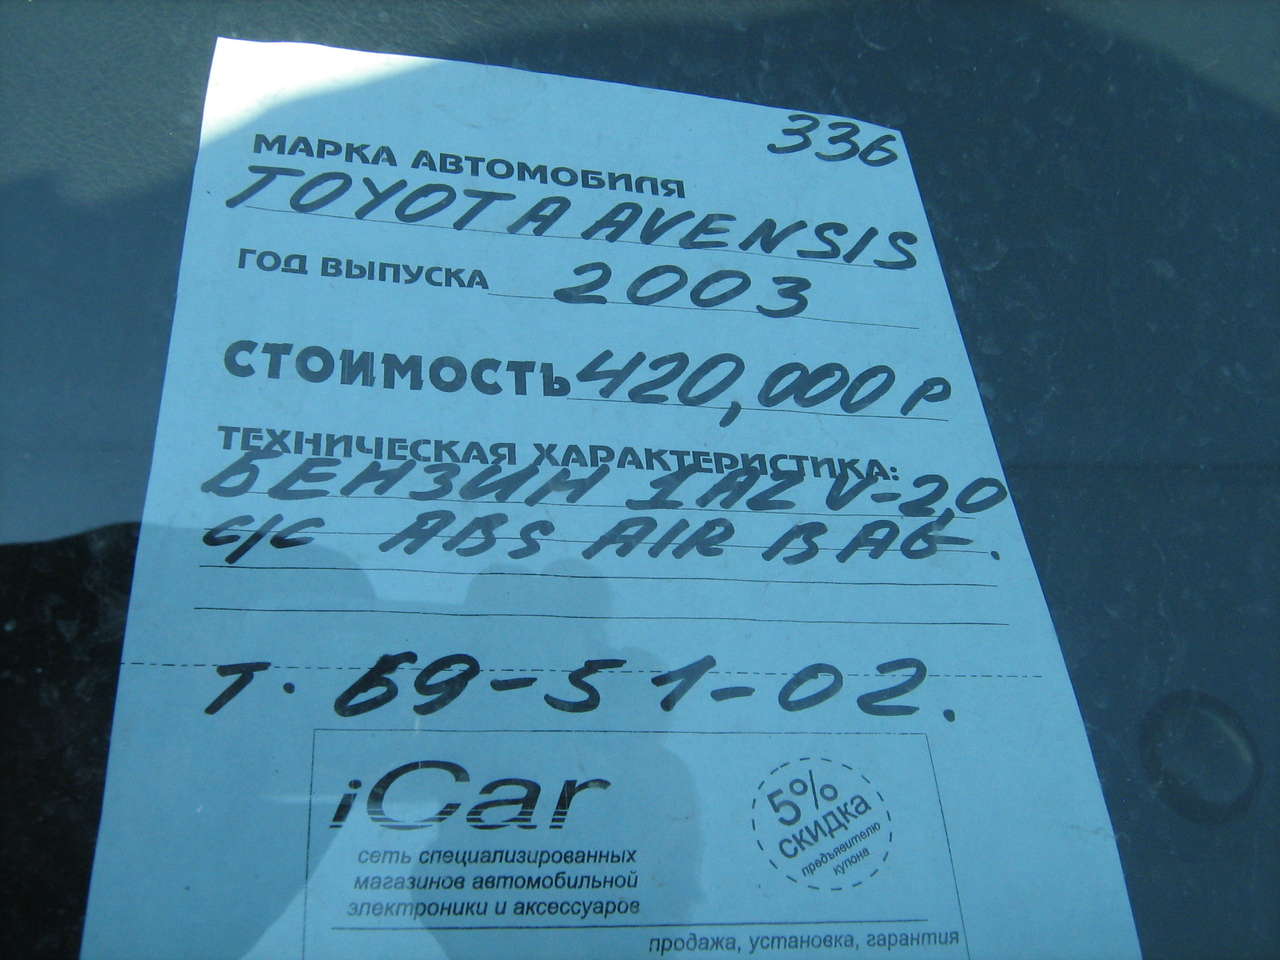 336
МАРКА АВТОМОБИЛЯ
TOYOTA AVENSIS
ГОД ВЫПУСКА 2003
СТОИМОСТЬ 420,000 Р
ТЕХНИЧЕСКАЯ ХАРАКТЕРИСТИКА:
БЕНЗИН 1AZ V-2,0
с/с ABS AIR BAG.
т. 69-51-02.
iCar
сеть специализированных
магазинов автомобильной
электроники и аксессуаров
5%
СКИДКА
предъявителю
купона
продажа, установка, гарантия